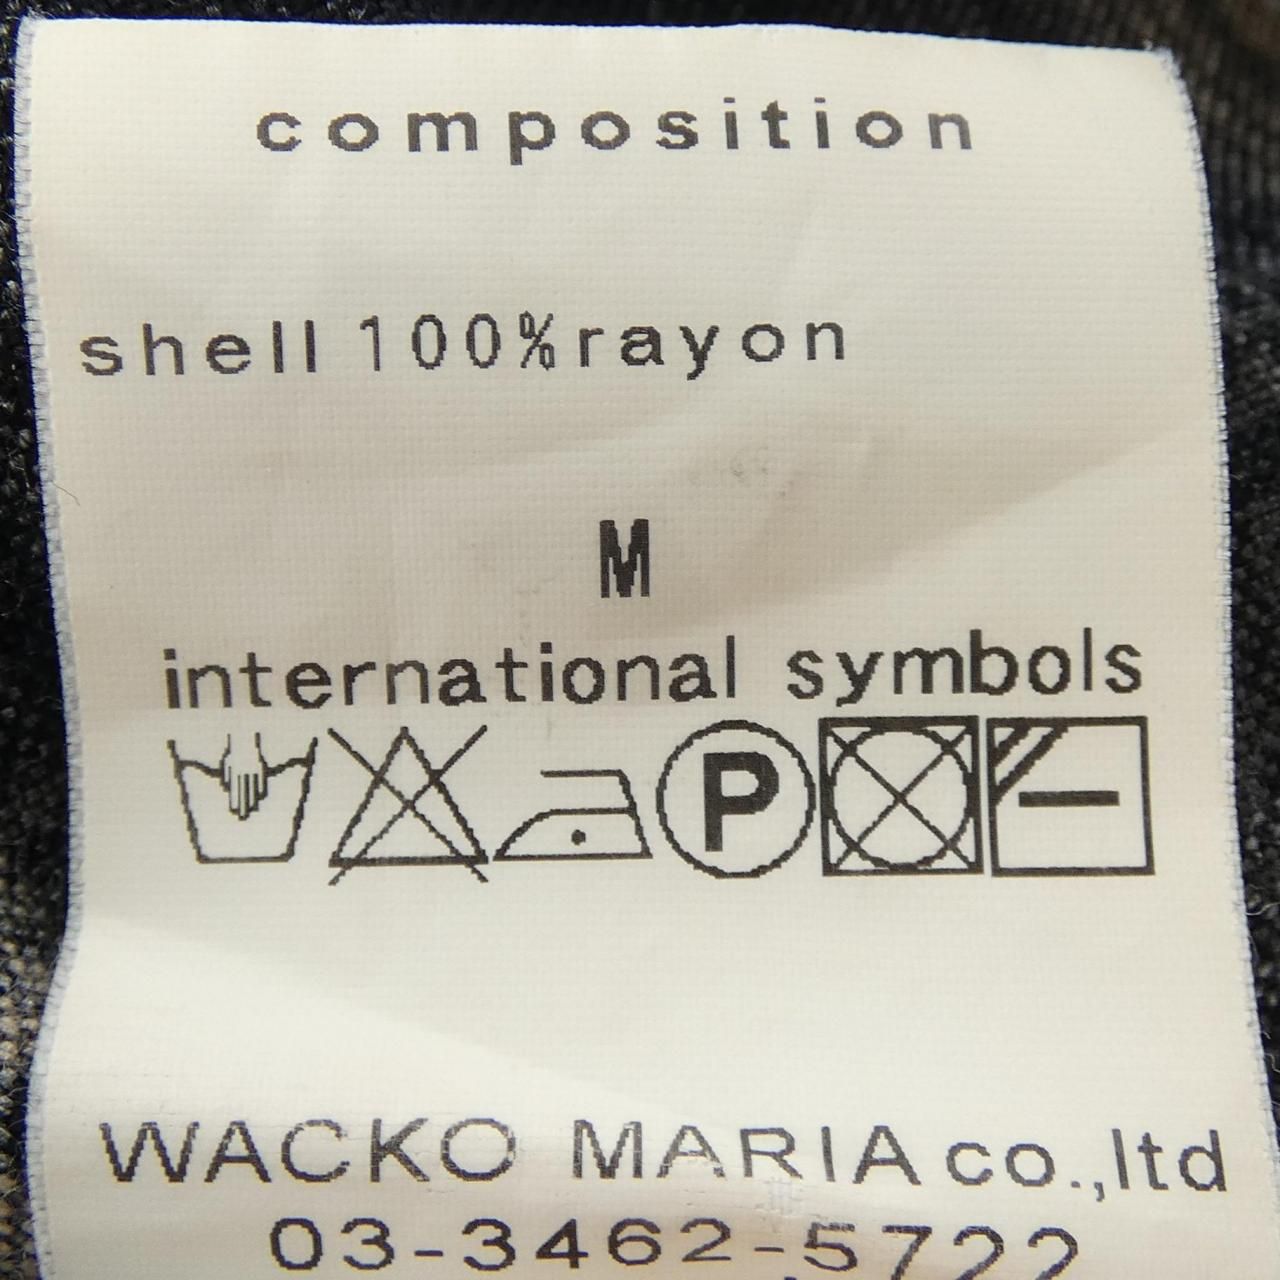 composition
shell 100% rayon
M
international symbols
P
WACKO MARIA co.,ltd
03-3462-5722